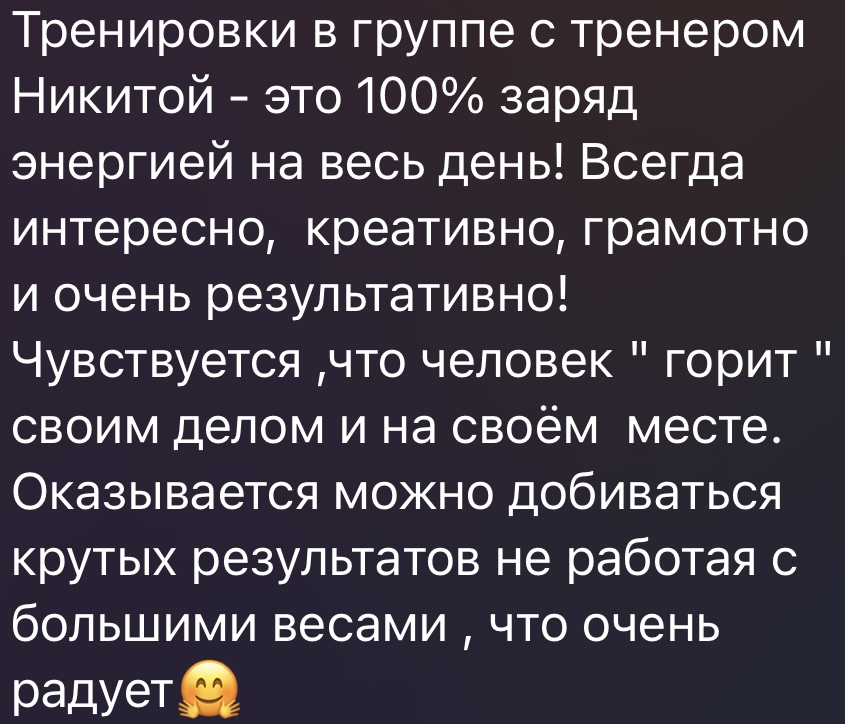 Тренировки в группе с тренером
Никитой - это 100% заряд
энергией на весь день! Всегда
интересно,  креативно, грамотно
и очень результативно!
Чувствуется ,что человек " горит "
своим делом и на своём  месте.
Оказывается можно добиваться
крутых результатов не работая с
большими весами , что очень
радует🤗